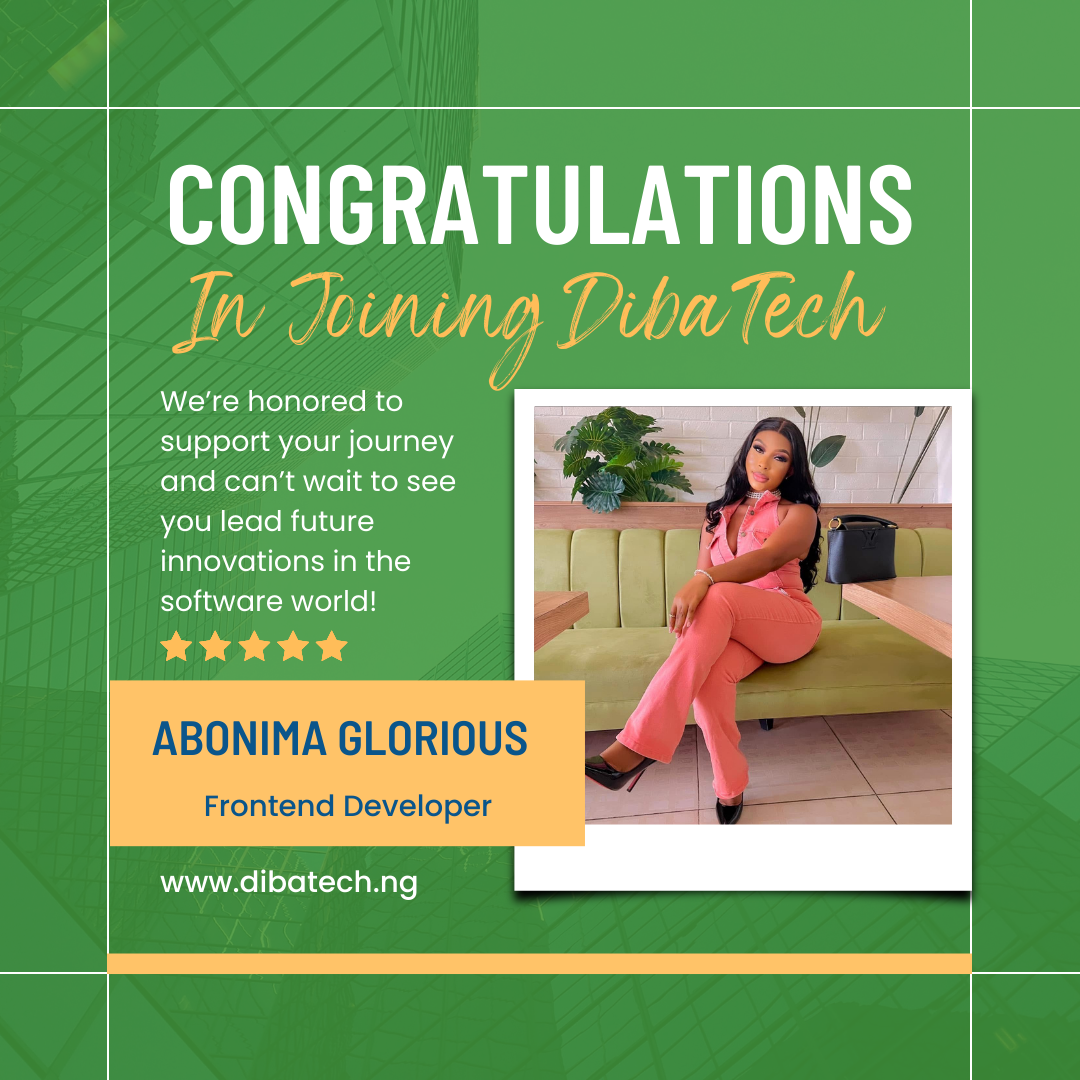 CONGRATULATIONS
In Joining DibaTech
We’re honored to
support your journey
and can’t wait to see
you lead future
innovations in the
software world!
ABONIMA GLORIOUS
Frontend Developer
www.dibatech.ng